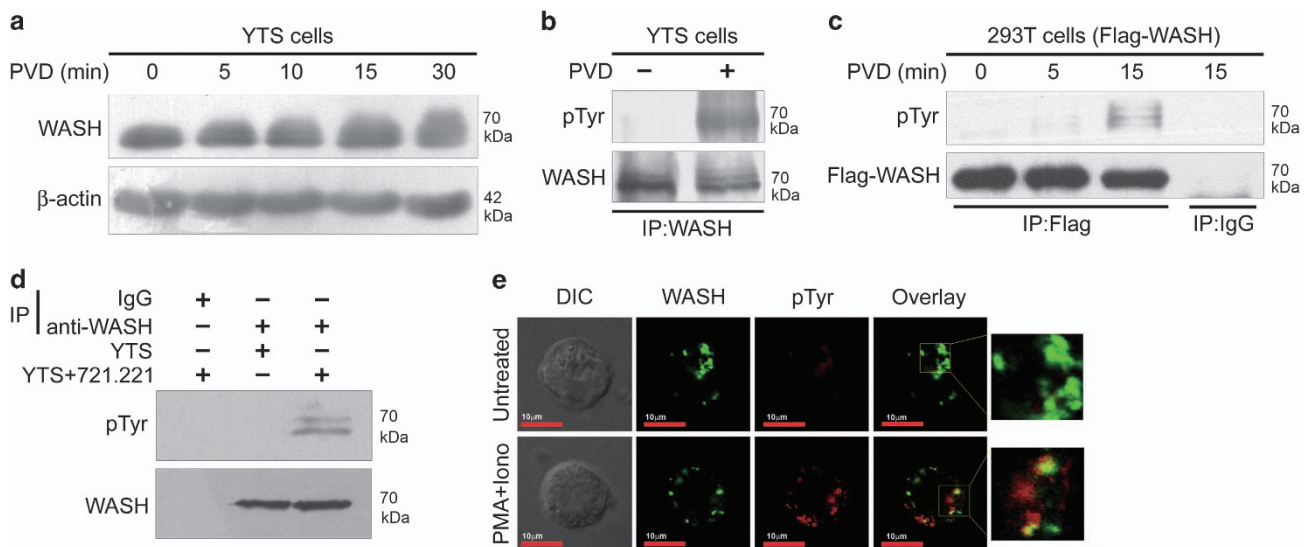 a
YTS cells
PVD (min) 0 5 10 15 30
WASH
70
kDa
β-actin
42
kDa
b
YTS cells
PVD – +
pTyr
70
kDa
WASH
70
kDa
IP:WASH
c
293T cells (Flag-WASH)
PVD (min) 0 5 15 15
pTyr
70
kDa
Flag-WASH
70
kDa
IP:Flag IP:IgG
d
IP
IgG + – –
anti-WASH – + +
YTS – + –
YTS+721.221 + – +
pTyr
70
kDa
WASH
70
kDa
e
DIC WASH pTyr Overlay
Untreated
10µm 10µm 10µm 10µm
PMA+Iono
10µm 10µm 10µm 10µm